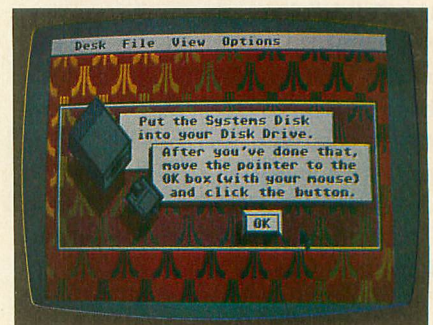 Desk File View Options
Put the Systems Disk
into your Disk Drive.
After you've done that,
move the pointer to the
OK box (with your mouse)
and click the button.
OK